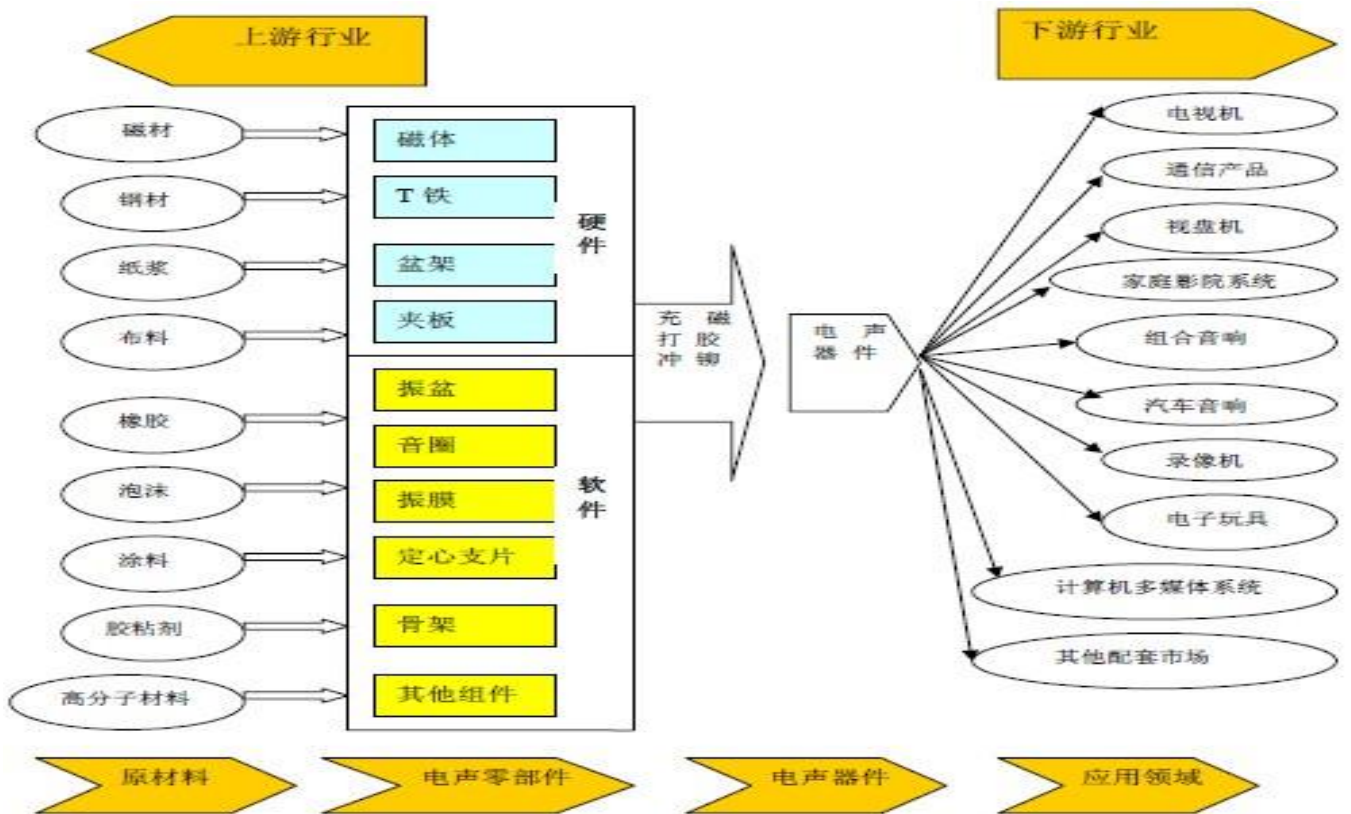 上游行业
下游行业
磁材
钢材
纸浆
布料
橡胶
泡沫
涂料
胶粘剂
高分子材料
磁体
T 铁
盆架
夹板
硬
件
振盆
音圈
振膜
定心支片
骨架
其他组件
软
件
充 磁
打 胶
冲 铆
电 声
器 件
电视机
通信产品
视盘机
家庭影院系统
组合音响
汽车音响
录像机
电子玩具
计算机多媒体系统
其他配套市场
原材料
电声零部件
电声器件
应用领域